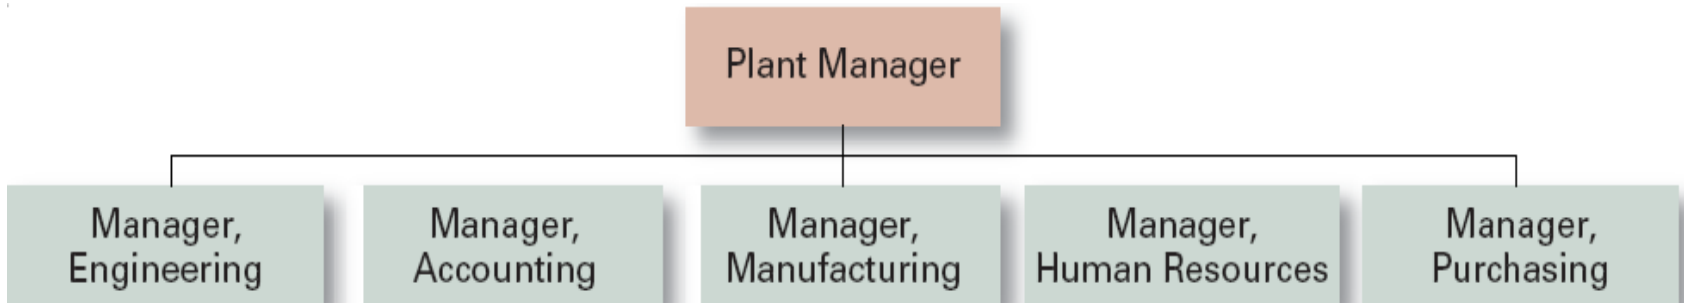 Plant Manager
Manager,
Engineering
Manager,
Accounting
Manager,
Manufacturing
Manager,
Human Resources
Manager,
Purchasing